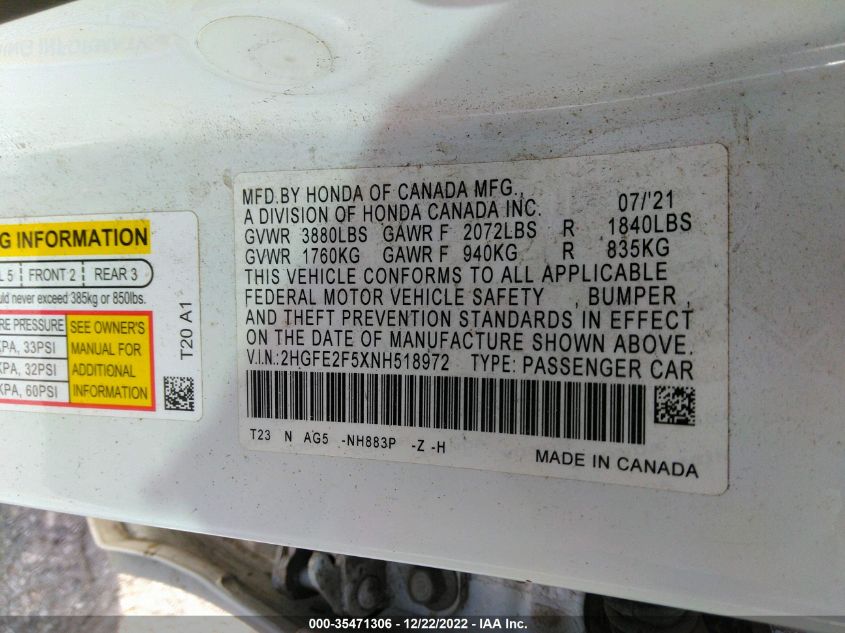 MFD.BY HONDA OF CANADA MFG., 07/'21
A DIVISION OF HONDA CANADA INC.
GVWR 3880LBS GAWR F 2072LBS R 1840LBS
GVWR 1760KG GAWR F 940KG R 835KG
THIS VEHICLE CONFORMS TO ALL APPLICABLE
FEDERAL MOTOR VEHICLE SAFETY , BUMPER ,
AND THEFT PREVENTION STANDARDS IN EFFECT
ON THE DATE OF MANUFACTURE SHOWN ABOVE.
V.I.N.:2HGFE2F5XNH518972 TYPE: PASSENGER CAR
T23 N AG5 -NH883P -Z -H
MADE IN CANADA
G INFORMATION
L 5 FRONT 2 REAR 3
ould never exceed 385kg or 850lbs.
RE PRESSURE SEE OWNER'S
KPA, 33PSI MANUAL FOR
KPA, 32PSI ADDITIONAL
KPA, 60PSI INFORMATION
T20 A1
000-35471306 - 12/22/2022 - IAA Inc.